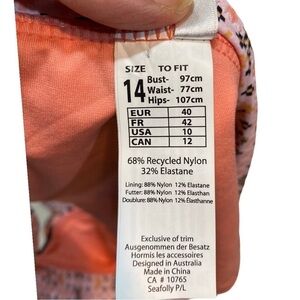 SIZE TO FIT
14 Bust- 97cm
Waist- 77cm
Hips- 107cm
EUR 40
FR 42
USA 10
CAN 12
68% Recycled Nylon
32% Elastane
Lining: 88% Nylon 12% Elastane
Futter: 88% Nylon 12% Elasthan
Doublure: 88% Nylon 12% Élasthanne
Exclusive of trim
Ausgenommen der Besatz
Hormis les accessoires
Designed in Australia
Made in China
CA # 10765
Seafolly P/L